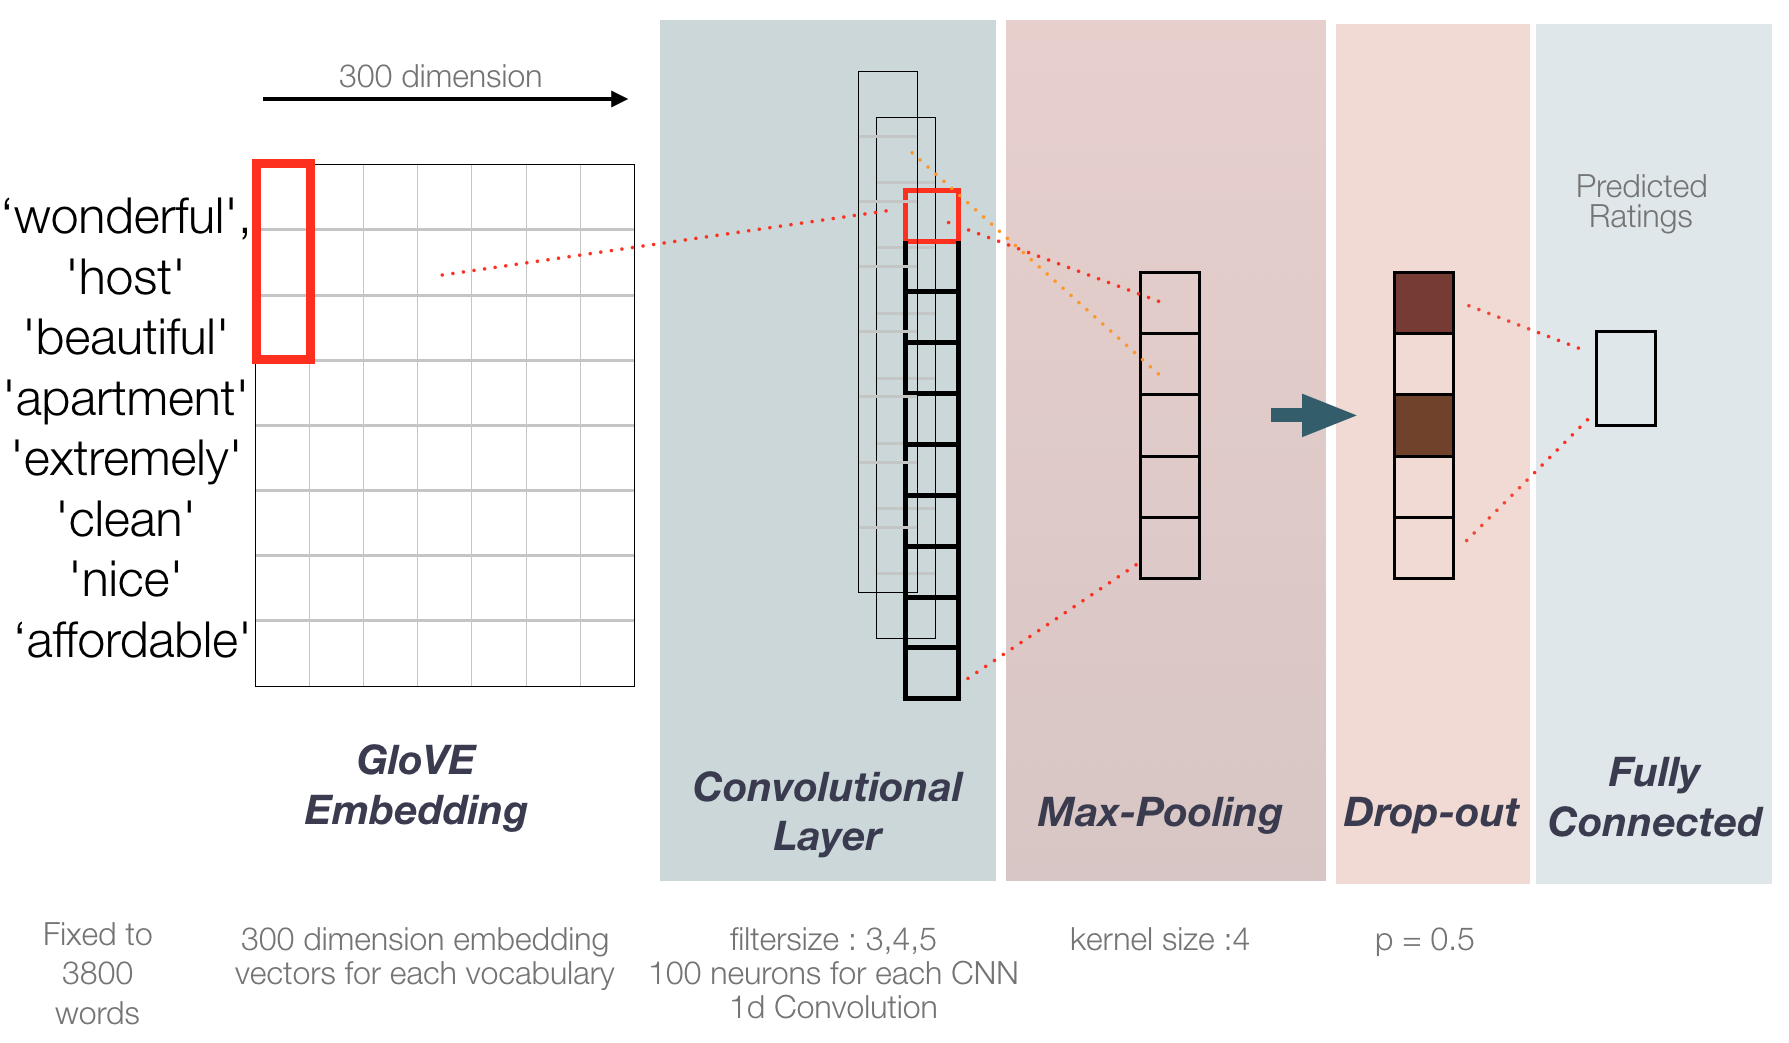 300 dimension
‘wonderful',
'host'
'beautiful'
'apartment'
'extremely'
'clean'
'nice'
‘affordable'
Predicted
Ratings
GloVE
Embedding
Convolutional
Layer
Max-Pooling
Drop-out
Fully
Connected
Fixed to
3800
words
300 dimension embedding
vectors for each vocabulary
filtersize : 3,4,5
100 neurons for each CNN
1d Convolution
kernel size :4
p = 0.5